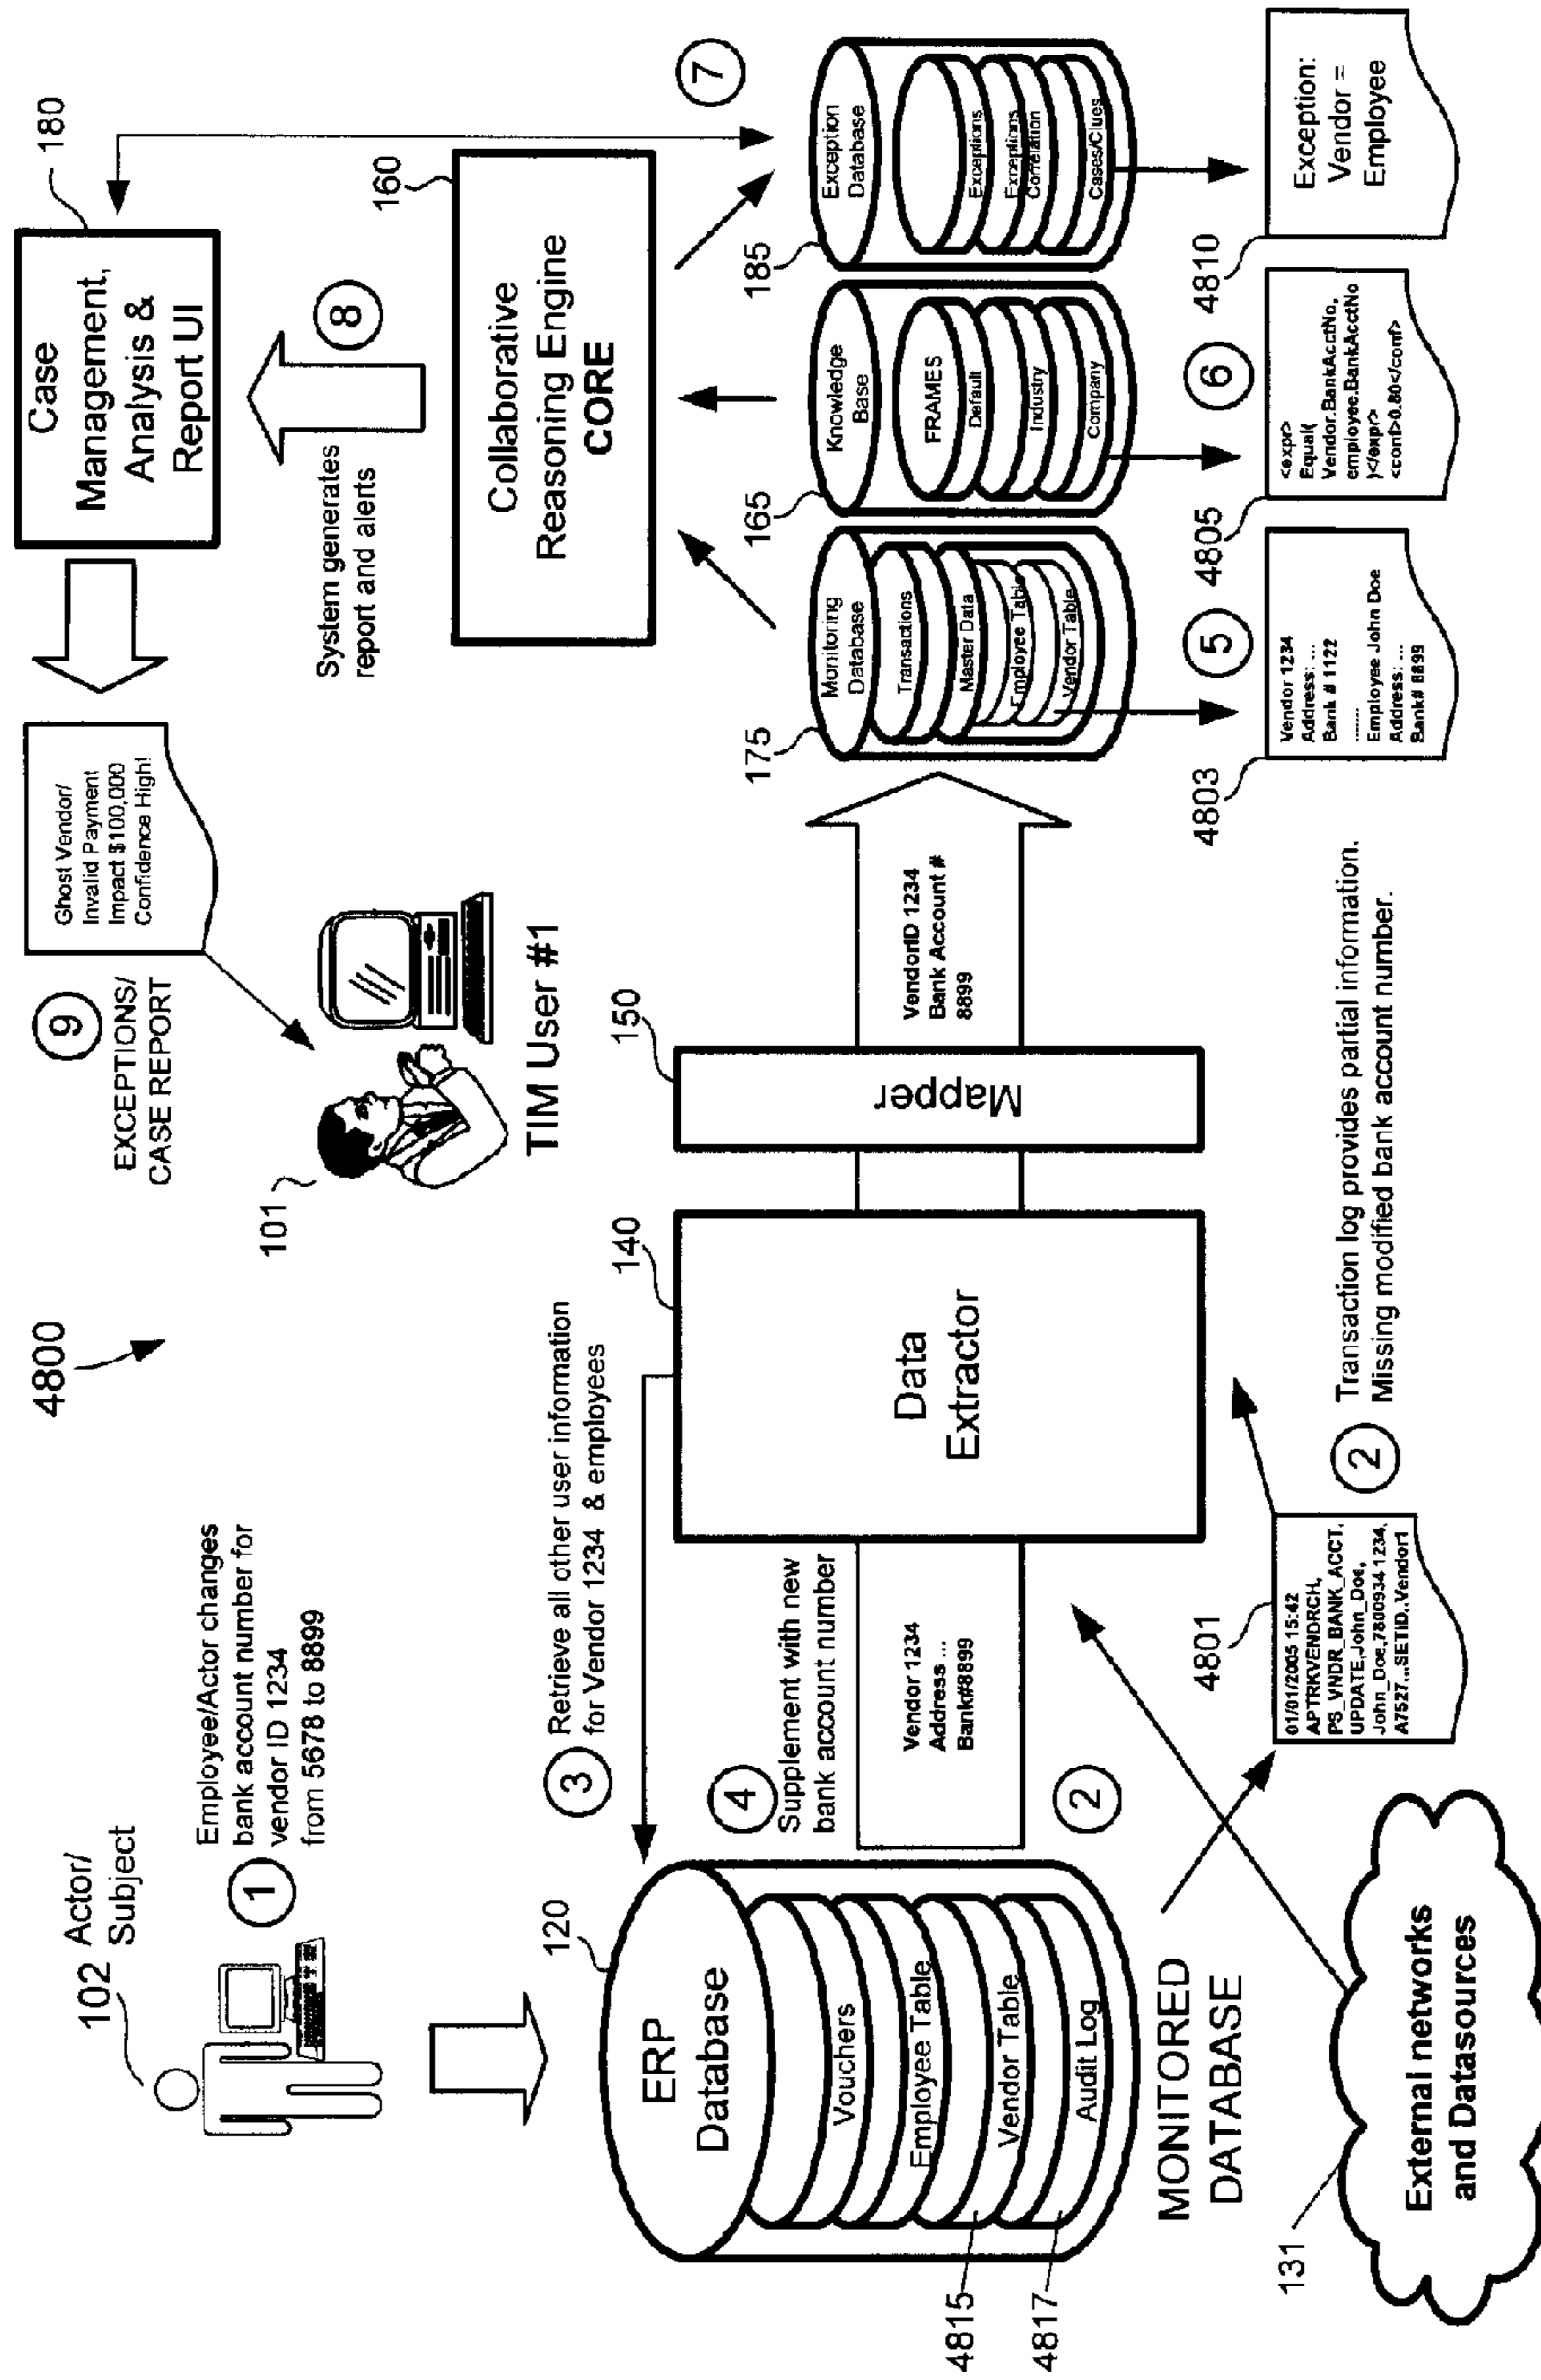 4800
102 Actor/
Subject
1
Employee/Actor changes
bank account number for
vendor ID 1234
from 5678 to 8899
120
ERP
Database
Vouchers
Employee Table
Vendor Table
Audit Log
4815
4817
MONITORED
DATABASE
131
External networks
and Datasources
3
Retrieve all other user information
for Vendor 1234 & employees
4
Supplement with new
bank account number
Vendor 1234
Address ...
Bank#8899
2
4801
01/01/2005 15:42
APTRKVENDRCH,
PS_VNDR_BANK_ACCT,
UPDATE,John_Doe,
John_Doe,7800934 1234,
A7527...SETID..Vendor1
2
Transaction log provides partial information.
Missing modified bank account number.
140
Data
Extractor
150
Mapper
VendorID 1234
Bank Account #
8899
101
TIM User #1
9
EXCEPTIONS/
CASE REPORT
Ghost Vendor/
Invalid Payment
Impact $100,000
Confidence High!
Case
Management,
Analysis &
Report UI
180
8
System generates
report and alerts
160
Collaborative
Reasoning Engine
CORE
7
175
Monitoring
Database
Transactions
Master Data
Employee Table
Vendor Table
165
Knowledge
Base
FRAMES
Default
Industry
Company
185
Exception
Database
Exceptions
Exceptions
Correlation
Cases/Clues
5
4803
Vendor 1234
Address: ...
Bank # 1122
.......
Employee John Doe
Address: ...
Bank# 8899
6
4805
<expr>
Equal(
Vendor.BankAcctNo,
employee.BankAcctNo
)</expr>
<conf>0.80</conf>
4810
Exception:
Vendor =
Employee